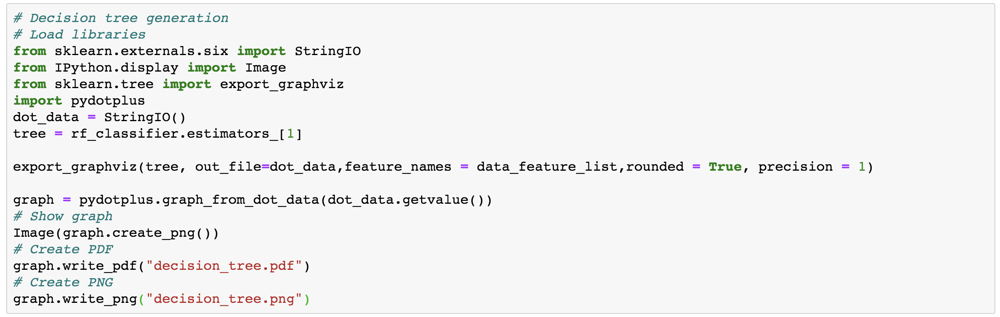 # Decision tree generation
# Load libraries
from sklearn.externals.six import StringIO
from IPython.display import Image
from sklearn.tree import export_graphviz
import pydotplus
dot_data = StringIO()
tree = rf_classifier.estimators_[1]
export_graphviz(tree, out_file=dot_data,feature_names = data_feature_list,rounded = True, precision = 1)
graph = pydotplus.graph_from_dot_data(dot_data.getvalue())
# Show graph
Image(graph.create_png())
# Create PDF
graph.write_pdf("decision_tree.pdf")
# Create PNG
graph.write_png("decision_tree.png")